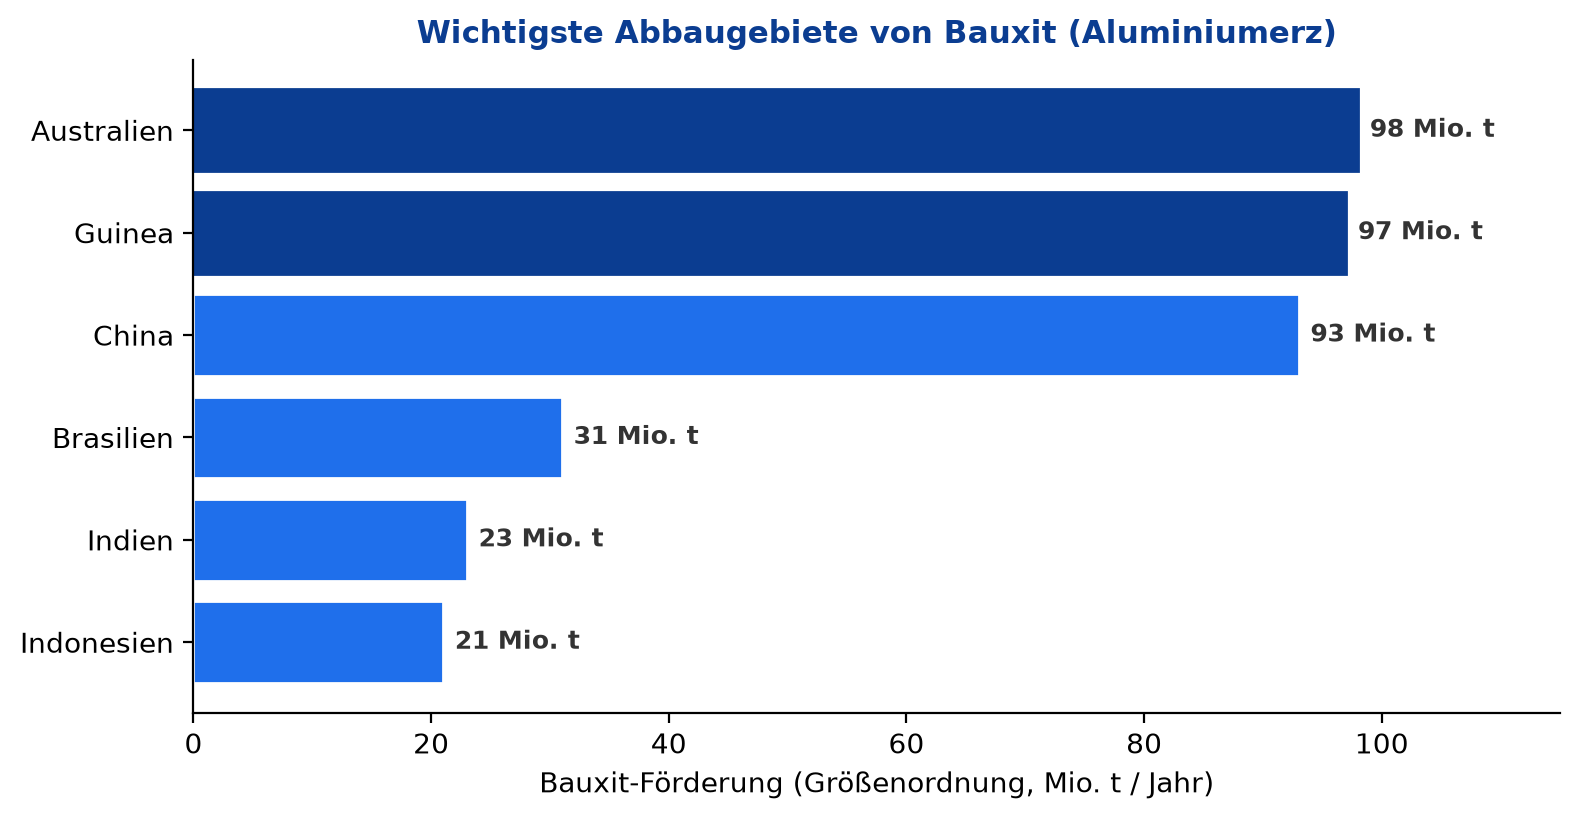 Wichtigste Abbaugebiete von Bauxit (Aluminiumerz)
Australien
98 Mio. t
Guinea
97 Mio. t
China
93 Mio. t
Brasilien
31 Mio. t
Indien
23 Mio. t
Indonesien
21 Mio. t
0 20 40 60 80 100
Bauxit-Förderung (Größenordnung, Mio. t / Jahr)